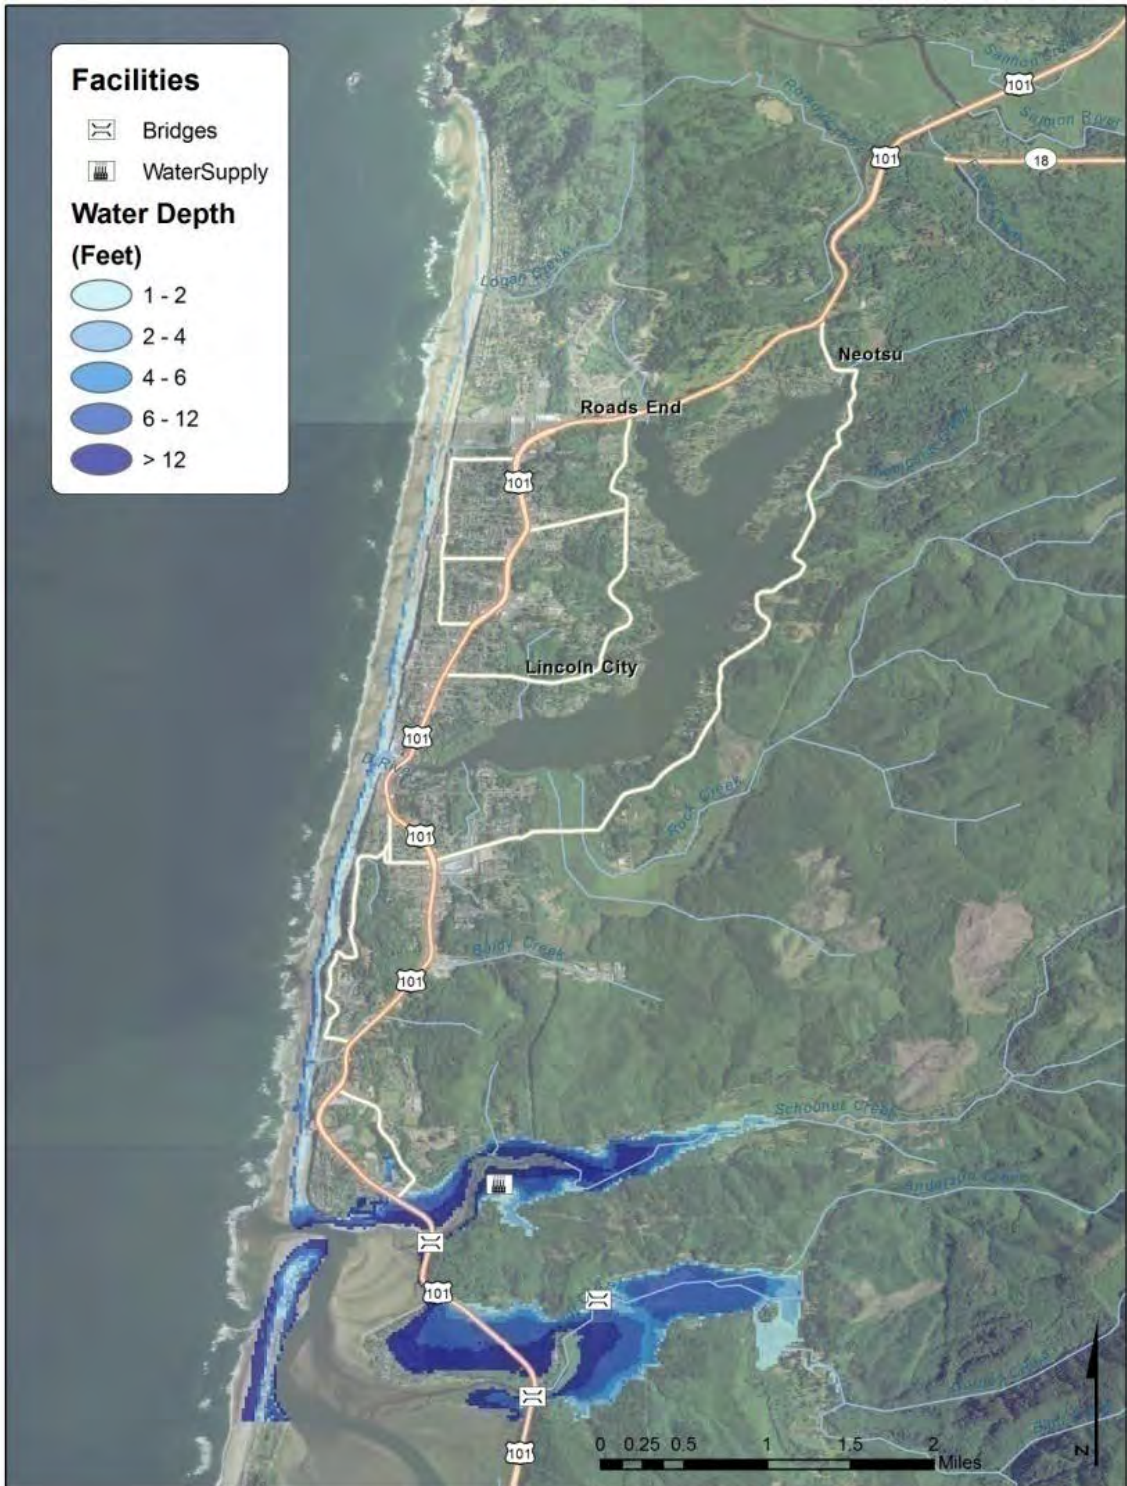 Facilities
Bridges
WaterSupply
Water Depth
(Feet)
1 - 2
2 - 4
4 - 6
6 - 12
> 12
101
Salmon River
18
101
Logan Creek
Neotsu
Roads End
101
Lincoln City
101
D River
101
Rock Creek
Baldy Creek
101
Schooner Creek
Anderson Creek
101
101
0 0.25 0.5 1 1.5 2
Miles
N